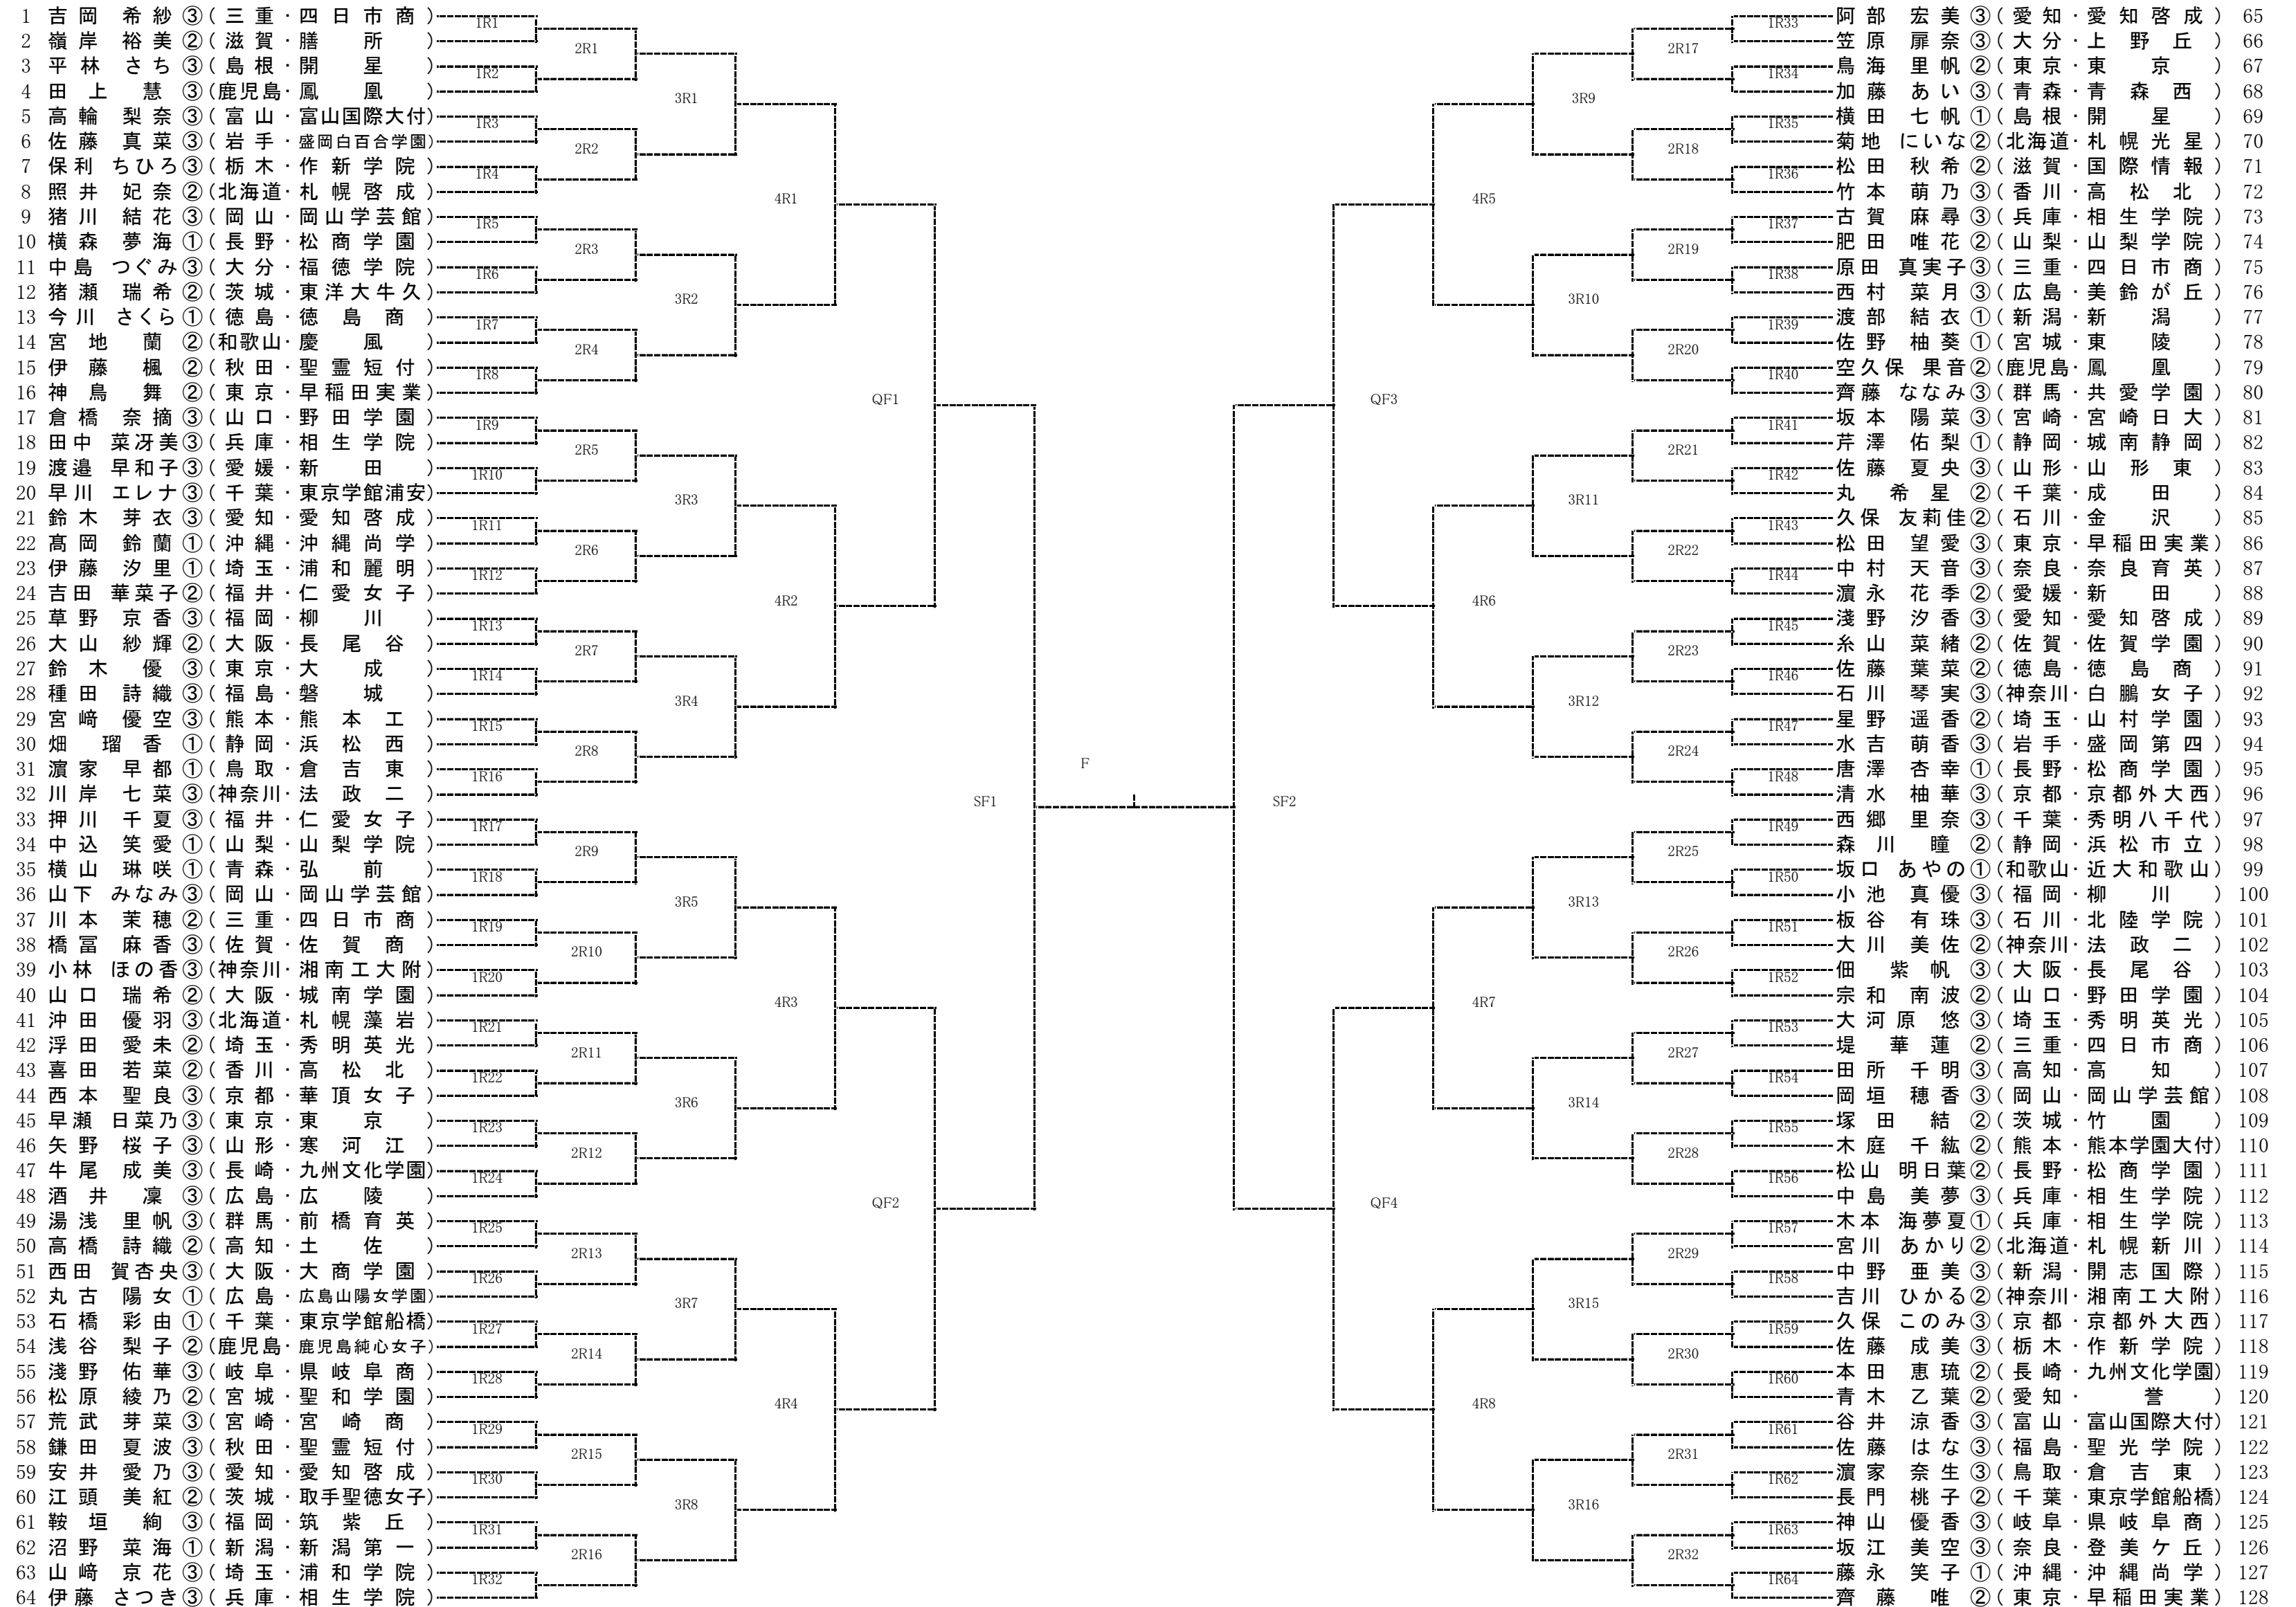 1 吉岡 希紗③(三重・四日市商)
2 嶺岸 裕美②(滋賀・膳所)
3 平林 さち③(島根・開星)
4 田上 慧③(鹿児島・鳳凰)
5 高輪 梨奈③(富山・富山国際大付)
6 佐藤 真菜③(岩手・盛岡白百合学園)
7 保利 ちひろ③(栃木・作新学院)
8 照井 妃奈②(北海道・札幌啓成)
9 猪川 結花③(岡山・岡山学芸館)
10 横森 夢海①(長野・松商学園)
11 中島 つぐみ③(大分・福徳学院)
12 猪瀬 瑞希②(茨城・東洋大牛久)
13 今川 さくら①(徳島・徳島商)
14 宮地 蘭②(和歌山・慶風)
15 伊藤 楓②(秋田・聖霊短付)
16 神鳥 舞②(東京・早稲田実業)
17 倉橋 奈摘③(山口・野田学園)
18 田中 菜冴美③(兵庫・相生学院)
19 渡邉 早和子③(愛媛・新田)
20 早川 エレナ③(千葉・東京学館浦安)
21 鈴木 芽衣③(愛知・愛知啓成)
22 髙岡 鈴蘭①(沖縄・沖縄尚学)
23 伊藤 汐里①(埼玉・浦和麗明)
24 吉田 華菜子②(福井・仁愛女子)
25 草野 京香③(福岡・柳川)
26 大山 紗輝②(大阪・長尾谷)
27 鈴木 優③(東京・大成)
28 種田 詩織③(福島・磐城)
29 宮﨑 優空③(熊本・熊本工)
30 畑 瑠香①(静岡・浜松西)
31 濵家 早都①(鳥取・倉吉東)
32 川岸 七菜③(神奈川・法政二)
33 押川 千夏③(福井・仁愛女子)
34 中込 笑愛①(山梨・山梨学院)
35 横山 琳咲①(青森・弘前)
36 山下 みなみ③(岡山・岡山学芸館)
37 川本 茉穂②(三重・四日市商)
38 橋冨 麻香③(佐賀・佐賀商)
39 小林 ほの香③(神奈川・湘南工大附)
40 山口 瑞希②(大阪・城南学園)
41 沖田 優羽③(北海道・札幌藻岩)
42 浮田 愛未②(埼玉・秀明英光)
43 喜田 若菜②(香川・高松北)
44 西本 聖良③(京都・華頂女子)
45 早瀬 日菜乃③(東京・東京)
46 矢野 桜子③(山形・寒河江)
47 牛尾 成美③(長崎・九州文化学園)
48 酒井 凜③(広島・広陵)
49 湯浅 里帆③(群馬・前橋育英)
50 高橋 詩織②(高知・土佐)
51 西田 賀杏央③(大阪・大商学園)
52 丸古 陽女①(広島・広島山陽女学園)
53 石橋 彩由①(千葉・東京学館船橋)
54 浅谷 梨子②(鹿児島・鹿児島純心女子)
55 淺野 佑華③(岐阜・県岐阜商)
56 松原 綾乃②(宮城・聖和学園)
57 荒武 芽菜③(宮崎・宮崎商)
58 鎌田 夏波③(秋田・聖霊短付)
59 安井 愛乃③(愛知・愛知啓成)
60 江頭 美紅②(茨城・取手聖徳女子)
61 鞍垣 絢③(福岡・筑紫丘)
62 沼野 菜海①(新潟・新潟第一)
63 山﨑 京花③(埼玉・浦和学院)
64 伊藤 さつき③(兵庫・相生学院)
1R1
1R2
1R3
1R4
1R5
1R6
1R7
1R8
1R9
1R10
1R11
1R12
1R13
1R14
1R15
1R16
1R17
1R18
1R19
1R20
1R21
1R22
1R23
1R24
1R25
1R26
1R27
1R28
1R29
1R30
1R31
1R32
2R1
2R2
2R3
2R4
2R5
2R6
2R7
2R8
2R9
2R10
2R11
2R12
2R13
2R14
2R15
2R16
3R1
3R2
3R3
3R4
3R5
3R6
3R7
3R8
4R1
4R2
4R3
4R4
QF1
QF2
SF1
F
SF2
QF3
QF4
4R5
4R6
4R7
4R8
3R9
3R10
3R11
3R12
3R13
3R14
3R15
3R16
2R17
2R18
2R19
2R20
2R21
2R22
2R23
2R24
2R25
2R26
2R27
2R28
2R29
2R30
2R31
2R32
1R33
1R34
1R35
1R36
1R37
1R38
1R39
1R40
1R41
1R42
1R43
1R44
1R45
1R46
1R47
1R48
1R49
1R50
1R51
1R52
1R53
1R54
1R55
1R56
1R57
1R58
1R59
1R60
1R61
1R62
1R63
1R64
阿部 宏美③(愛知・愛知啓成) 65
笠原 扉奈③(大分・上野丘) 66
鳥海 里帆②(東京・東京) 67
加藤 あい③(青森・青森西) 68
横田 七帆①(島根・開星) 69
菊地 にいな②(北海道・札幌光星) 70
松田 秋希②(滋賀・国際情報) 71
竹本 萌乃③(香川・高松北) 72
古賀 麻尋③(兵庫・相生学院) 73
肥田 唯花②(山梨・山梨学院) 74
原田 真実子③(三重・四日市商) 75
西村 菜月③(広島・美鈴が丘) 76
渡部 結衣①(新潟・新潟) 77
佐野 柚葵①(宮城・東陵) 78
空久保 果音②(鹿児島・鳳凰) 79
齊藤 ななみ③(群馬・共愛学園) 80
坂本 陽菜③(宮崎・宮崎日大) 81
芹澤 佑梨①(静岡・城南静岡) 82
佐藤 夏央③(山形・山形東) 83
丸 希星②(千葉・成田) 84
久保 友莉佳②(石川・金沢) 85
松田 望愛③(東京・早稲田実業) 86
中村 天音③(奈良・奈良育英) 87
濵永 花季②(愛媛・新田) 88
淺野 汐香③(愛知・愛知啓成) 89
糸山 菜緒②(佐賀・佐賀学園) 90
佐藤 葉菜②(徳島・徳島商) 91
石川 琴実③(神奈川・白鵬女子) 92
星野 遥香②(埼玉・山村学園) 93
水吉 萌香③(岩手・盛岡第四) 94
唐澤 杏幸①(長野・松商学園) 95
清水 柚華③(京都・京都外大西) 96
西郷 里奈③(千葉・秀明八千代) 97
森川 瞳②(静岡・浜松市立) 98
坂口 あやの①(和歌山・近大和歌山) 99
小池 真優③(福岡・柳川) 100
板谷 有珠③(石川・北陸学院) 101
大川 美佐②(神奈川・法政二) 102
佃 紫帆③(大阪・長尾谷) 103
宗和 南波②(山口・野田学園) 104
大河原 悠③(埼玉・秀明英光) 105
堤 華蓮②(三重・四日市商) 106
田所 千明③(高知・高知) 107
岡垣 穂香③(岡山・岡山学芸館) 108
塚田 結②(茨城・竹園) 109
木庭 千紘②(熊本・熊本学園大付) 110
松山 明日葉②(長野・松商学園) 111
中島 美夢③(兵庫・相生学院) 112
木本 海夢夏①(兵庫・相生学院) 113
宮川 あかり②(北海道・札幌新川) 114
中野 亜美③(新潟・開志国際) 115
吉川 ひかる②(神奈川・湘南工大附) 116
久保 このみ③(京都・京都外大西) 117
佐藤 成美③(栃木・作新学院) 118
本田 恵琉②(長崎・九州文化学園) 119
青木 乙葉②(愛知・誉) 120
谷井 涼香③(富山・富山国際大付) 121
佐藤 はな③(福島・聖光学院) 122
濵家 奈生③(鳥取・倉吉東) 123
長門 桃子②(千葉・東京学館船橋) 124
神山 優香③(岐阜・県岐阜商) 125
坂江 美空③(奈良・登美ケ丘) 126
藤永 笑子①(沖縄・沖縄尚学) 127
齊藤 唯②(東京・早稲田実業) 128